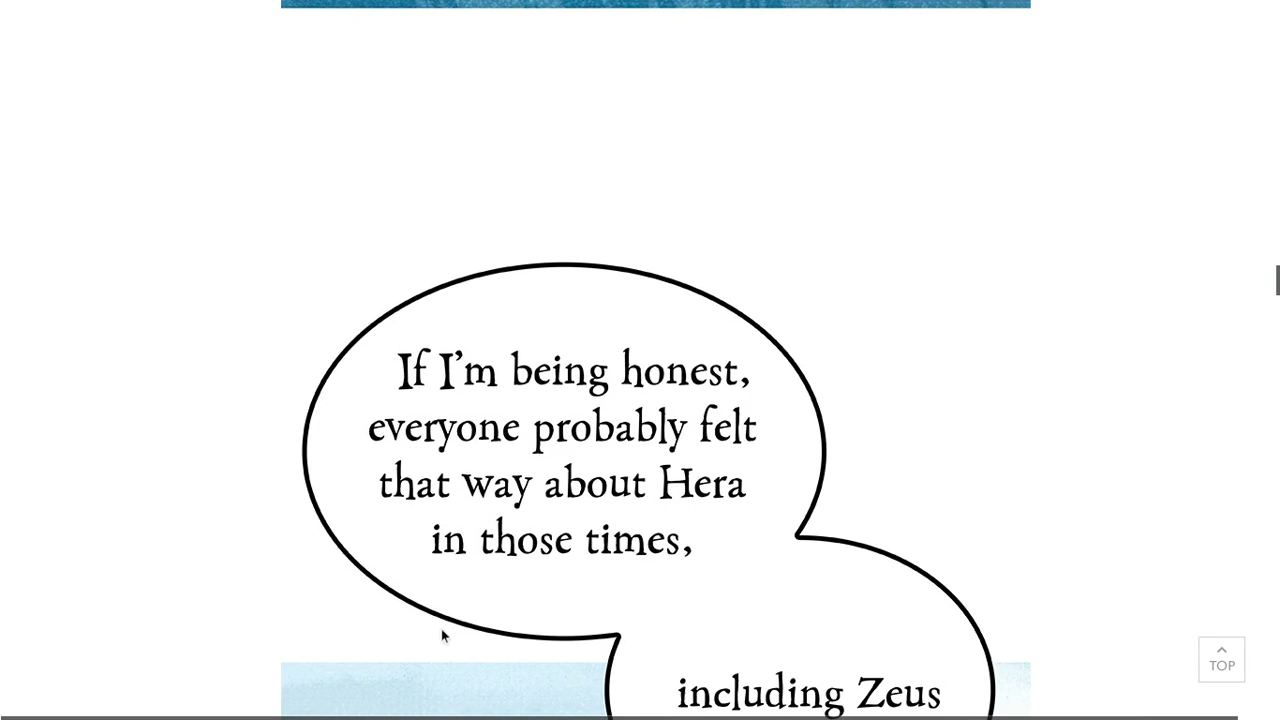 If I'm being honest,
everyone probably felt
that way about Hera
in those times,
including Zeus
TOP